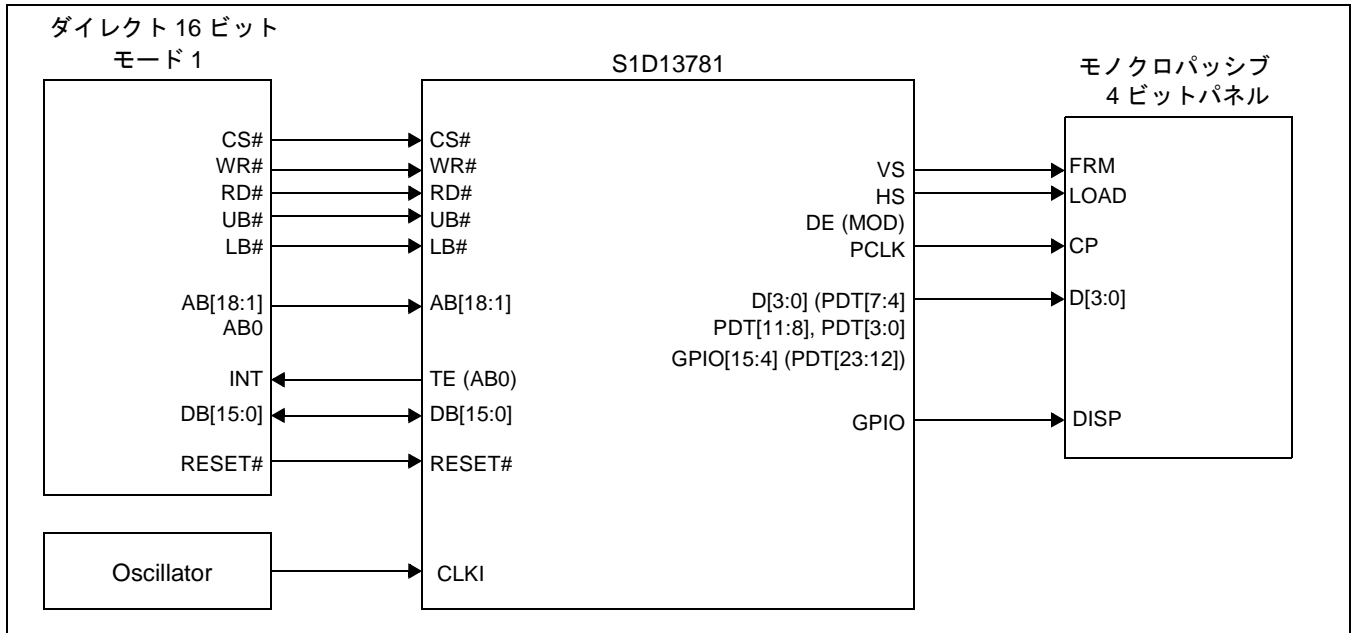 ダイレクト 16 ビット
モード 1
CS#
WR#
RD#
UB#
LB#
AB[18:1]
AB0
INT
DB[15:0]
RESET#
Oscillator
S1D13781
CS#
WR#
RD#
UB#
LB#
AB[18:1]
TE (AB0)
DB[15:0]
RESET#
CLKI
VS
HS
DE (MOD)
PCLK
D[3:0] (PDT[7:4]
PDT[11:8], PDT[3:0]
GPIO[15:4] (PDT[23:12])
GPIO
モノクロパッシブ
4 ビットパネル
FRM
LOAD
CP
D[3:0]
DISP